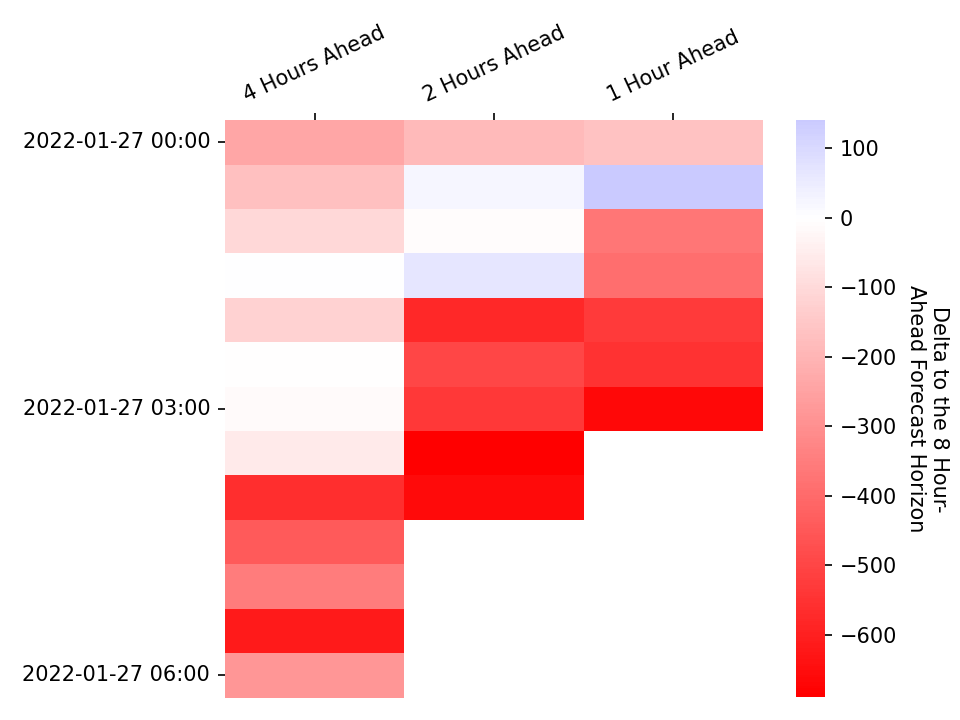 4 Hours Ahead
2 Hours Ahead
1 Hour Ahead
2022-01-27 00:00
2022-01-27 03:00
2022-01-27 06:00
100
0
−100
−200
−300
−400
−500
−600
Delta to the 8 Hour-
Ahead Forecast Horizon